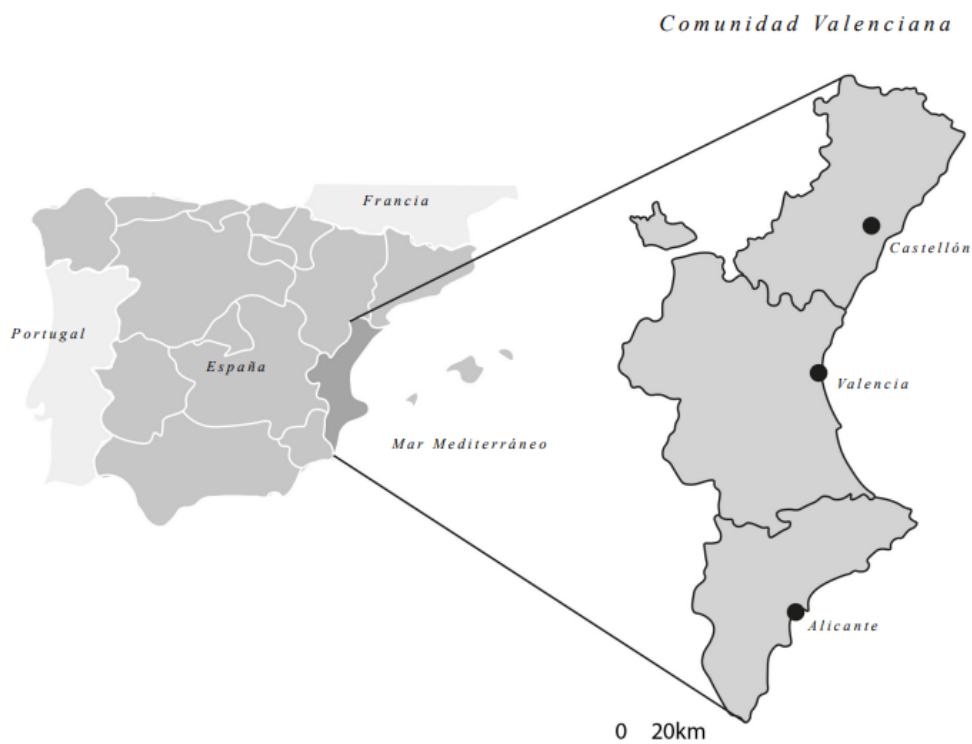 Comunidad Valenciana
Francia
Castellón
Portugal
España
Valencia
Mar Mediterráneo
Alicante
0 20km